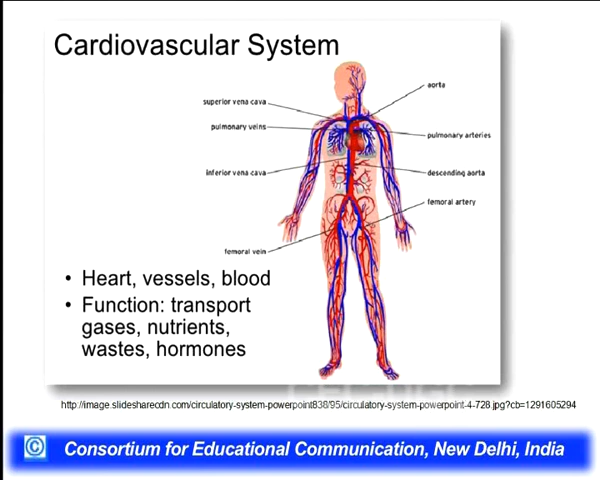 Cardiovascular System
aorta
superior vena cava
pulmonary veins
pulmonary arteries
inferior vena cava
descending aorta
femoral artery
femoral vein
• Heart, vessels, blood
• Function: transport
gases, nutrients,
wastes, hormones
http://image.slidesharecdn.com/circulatory-system-powerpoint838/95/circulatory-system-powerpoint-4-728.jpg?cb=1291605294
© Consortium for Educational Communication, New Delhi, India